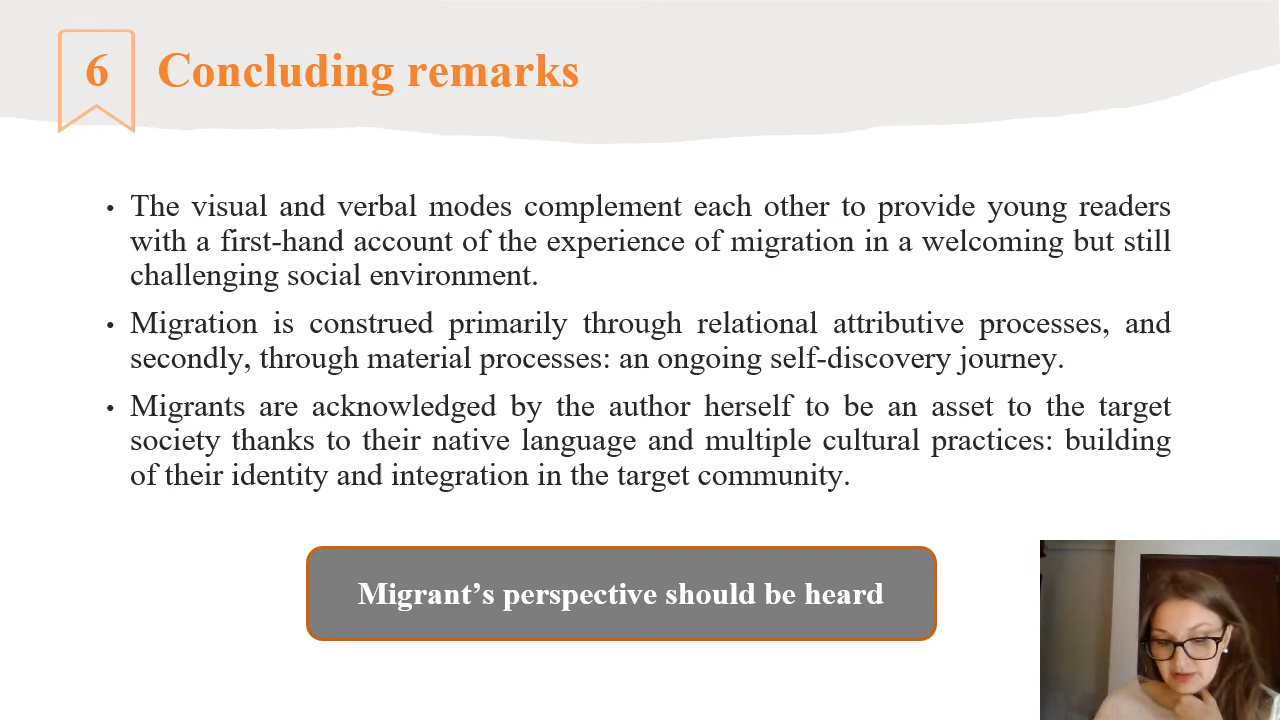 6
Concluding remarks
• The visual and verbal modes complement each other to provide young readers
with a first-hand account of the experience of migration in a welcoming but still
challenging social environment.
• Migration is construed primarily through relational attributive processes, and
secondly, through material processes: an ongoing self-discovery journey.
• Migrants are acknowledged by the author herself to be an asset to the target
society thanks to their native language and multiple cultural practices: building
of their identity and integration in the target community.
Migrant’s perspective should be heard